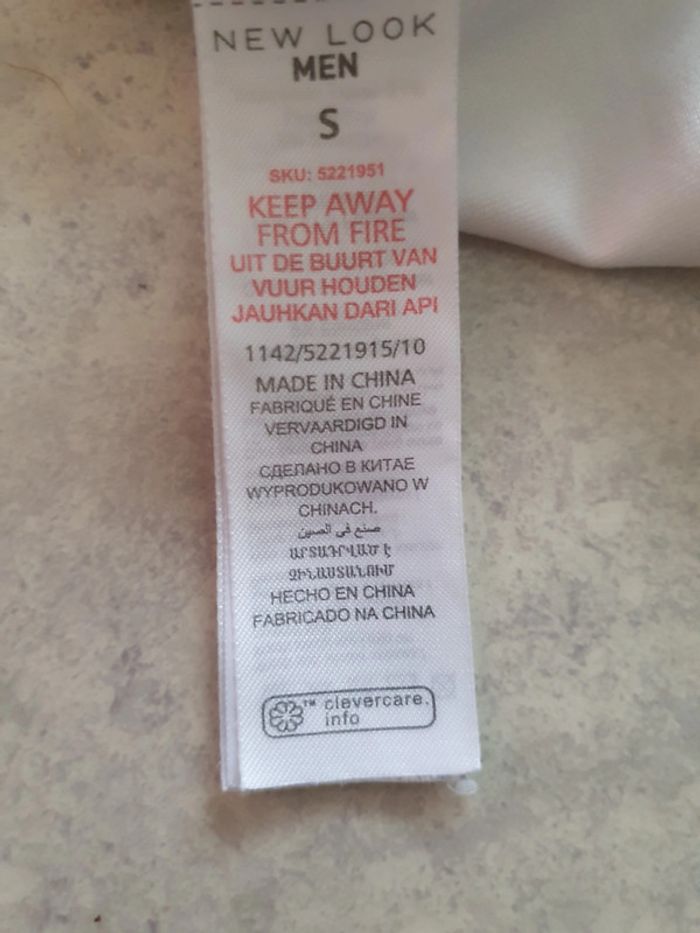 NEW LOOK
MEN
S
SKU: 5221951
KEEP AWAY
FROM FIRE
UIT DE BUURT VAN
VUUR HOUDEN
JAUHKAN DARI API
1142/5221915/10
MADE IN CHINA
FABRIQUÉ EN CHINE
VERVAARDIGD IN
CHINA
СДЕЛАНО В КИТАЕ
WYPRODUKOWANO W
CHINACH.
صنع في الصين
ԱՐՏԱԴՐՎԱԾ Է
ՉԻՆԱՍՏԱՆՈՒՄ
HECHO EN CHINA
FABRICADO NA CHINA
™ clevercare.
info